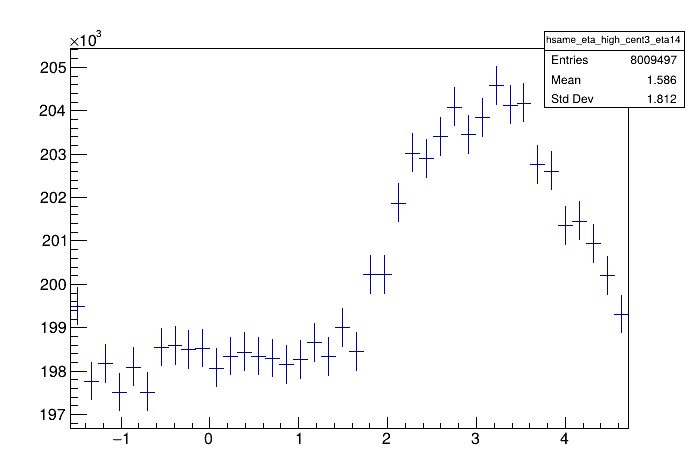 ×10³
hsame_eta_high_cent3_eta14
Entries 8009497
Mean 1.586
Std Dev 1.812
205
204
203
202
201
200
199
198
197
−1 0 1 2 3 4